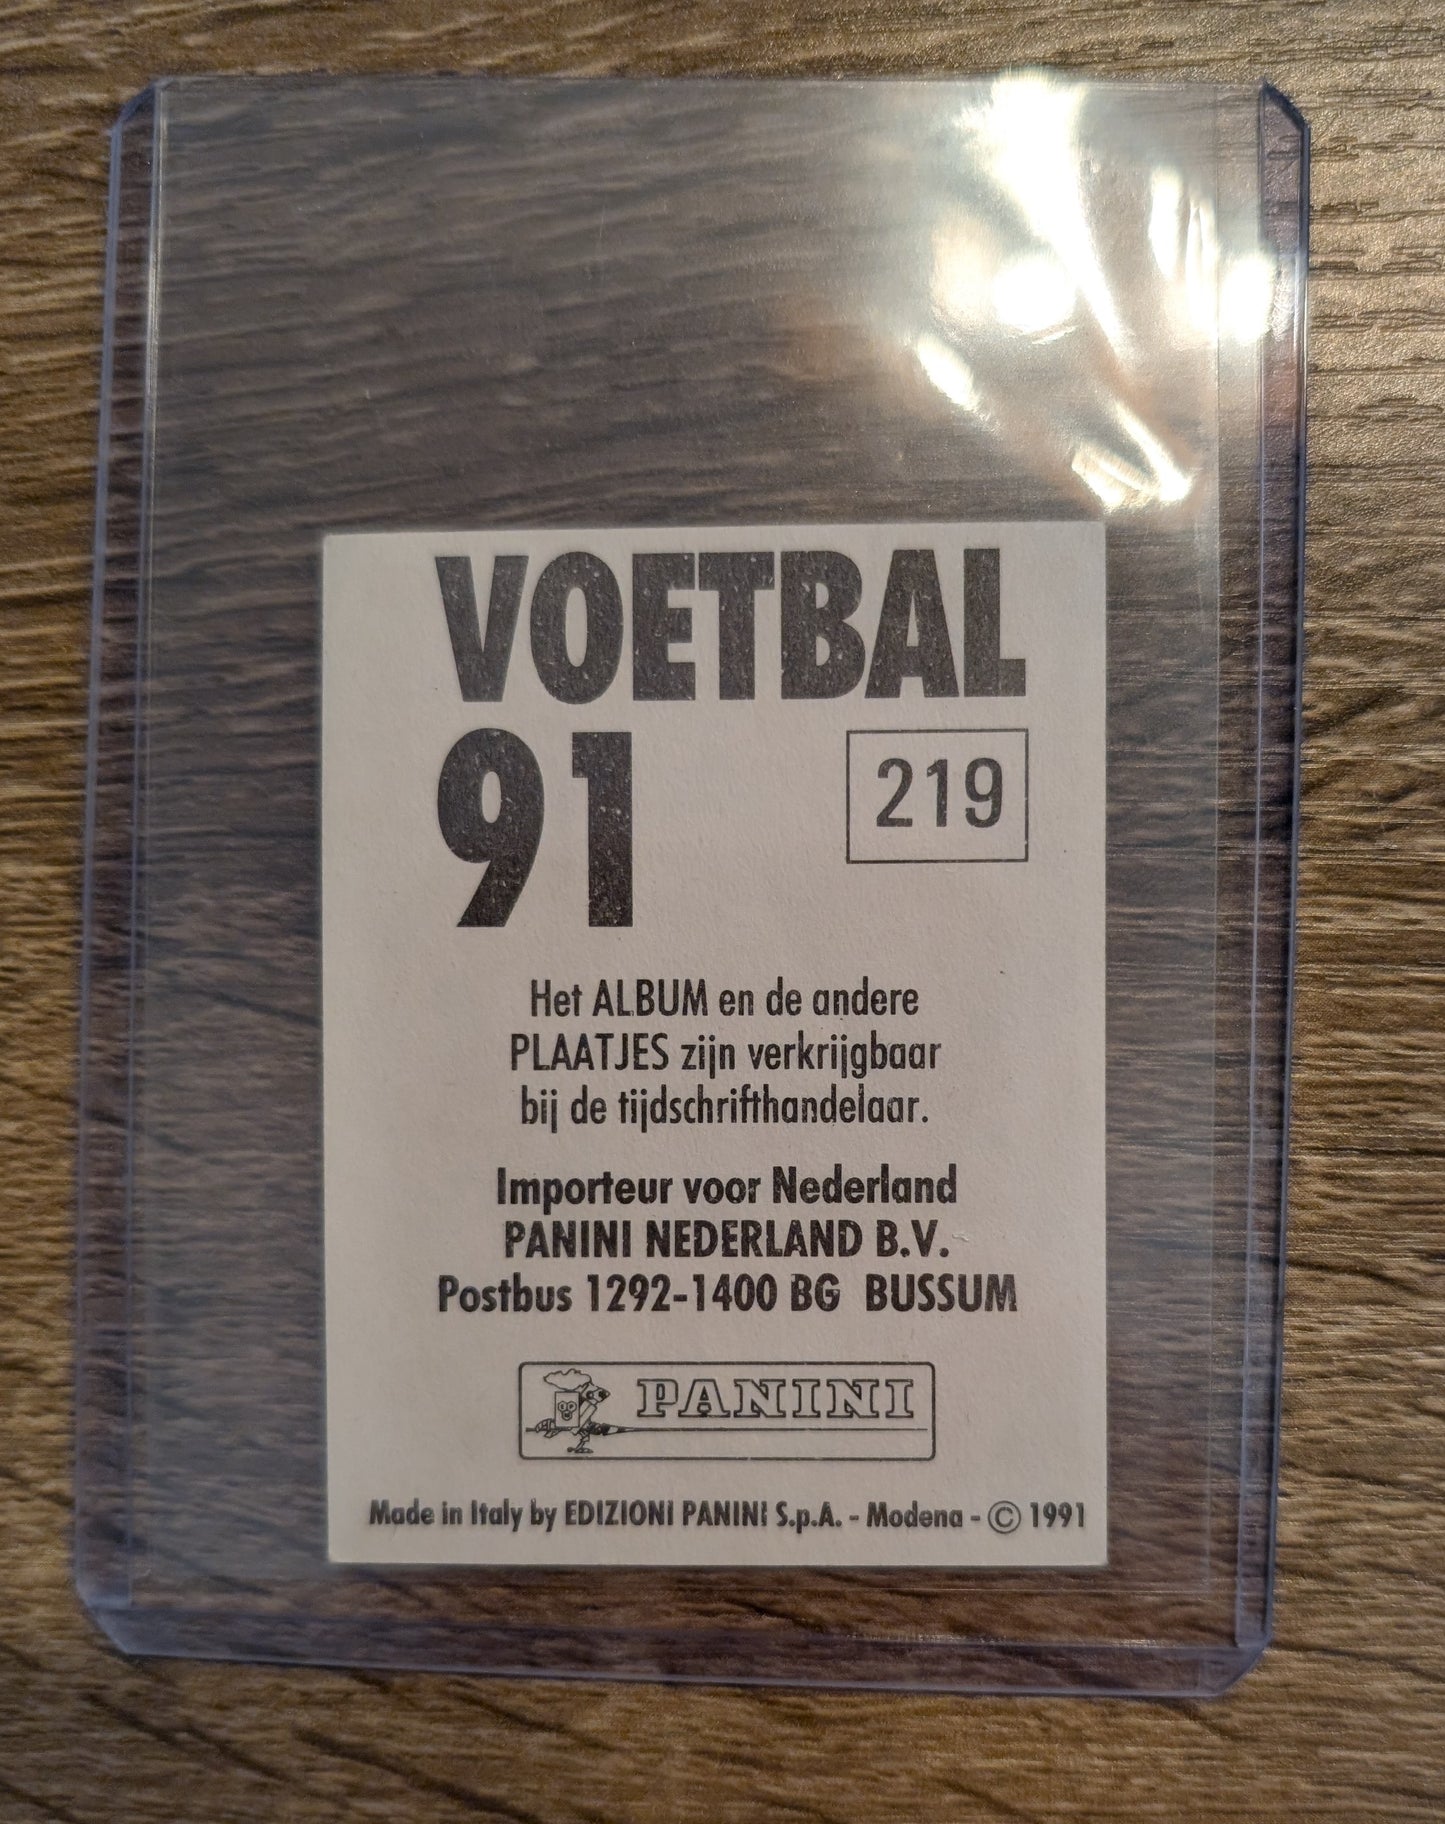 VOETBAL
91
219
Het ALBUM en de andere
PLAATJES zijn verkrijgbaar
bij de tijdschrifthandelaar.
Importeur voor Nederland
PANINI NEDERLAND B.V.
Postbus 1292-1400 BG BUSSUM
PANINI
Made in Italy by EDIZIONI PANINI S.p.A. - Modena - © 1991